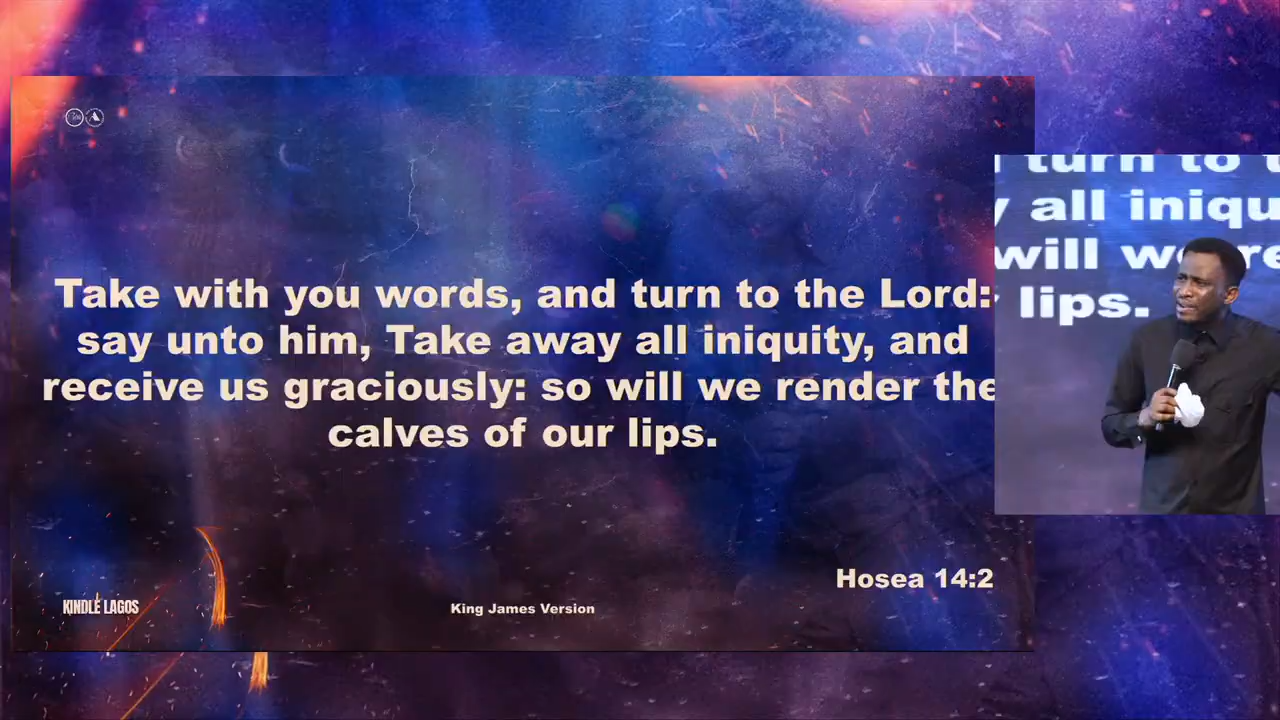 Take with you words, and turn to the Lord:
say unto him, Take away all iniquity, and
receive us graciously: so will we render the
calves of our lips.
Hosea 14:2
King James Version
KINDLE LAGOS
turn to
all iniqu
will we re
lips.